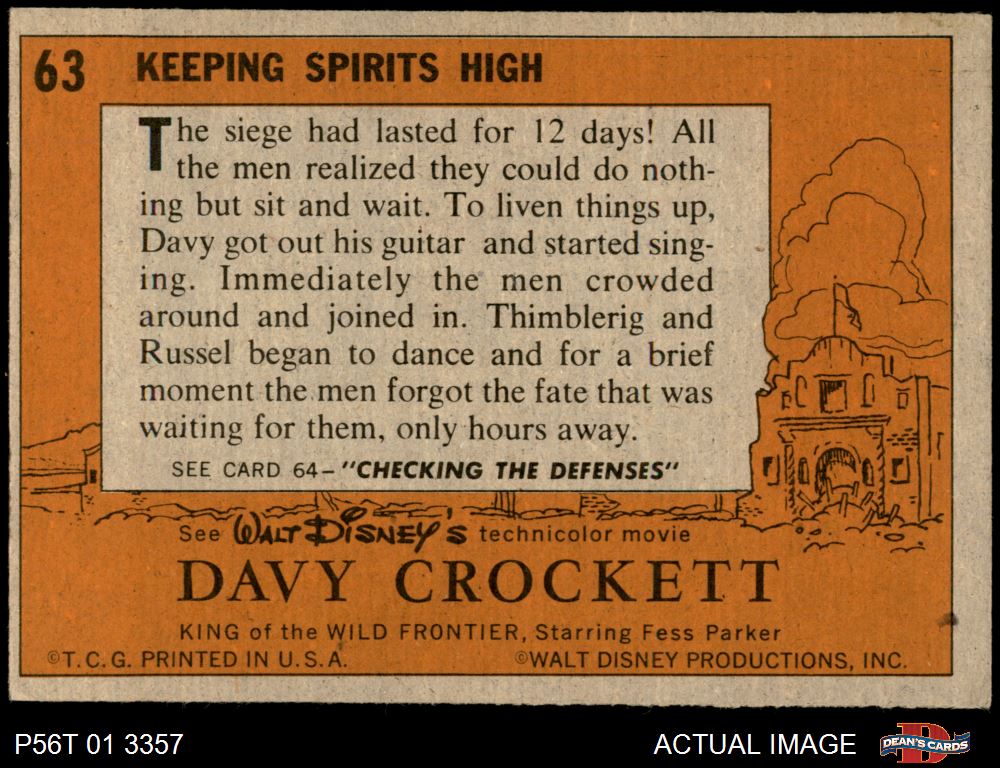 63 KEEPING SPIRITS HIGH
The siege had lasted for 12 days! All
the men realized they could do noth-
ing but sit and wait. To liven things up,
Davy got out his guitar and started sing-
ing. Immediately the men crowded
around and joined in. Thimblerig and
Russel began to dance and for a brief
moment the men forgot the fate that was
waiting for them, only hours away.
SEE CARD 64-"CHECKING THE DEFENSES"
See WALT DISNEY'S technicolor movie
DAVY CROCKETT
KING of the WILD FRONTIER, Starring Fess Parker
©T.C.G. PRINTED IN U.S.A. ©WALT DISNEY PRODUCTIONS, INC.
P56T 01 3357 ACTUAL IMAGE DEAN'S CARDS